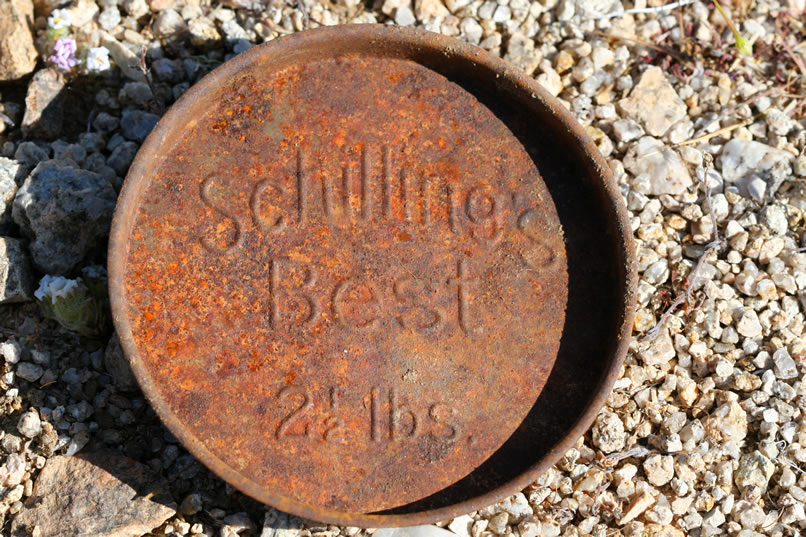 Schilling's
Best
2½ lbs.